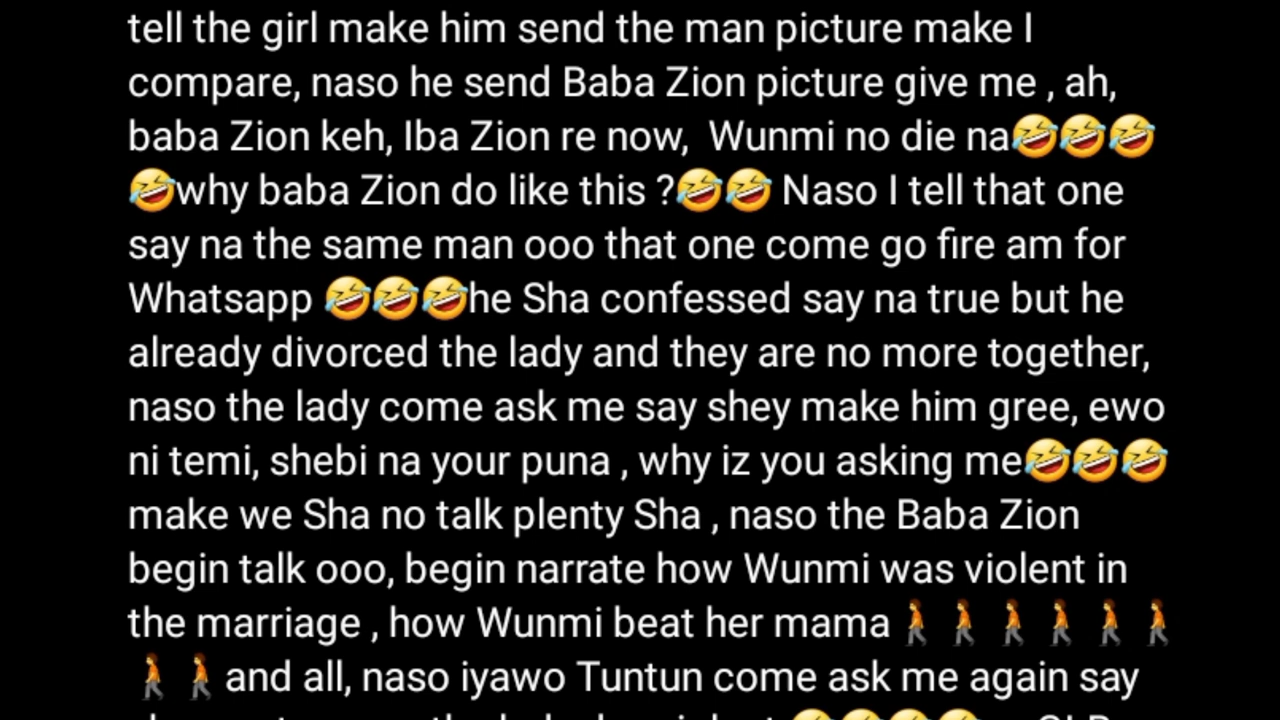 tell the girl make him send the man picture make I
compare, naso he send Baba Zion picture give me , ah,
baba Zion keh, Iba Zion re now,  Wunmi no die na🤣🤣🤣
🤣why baba Zion do like this ?🤣🤣 Naso I tell that one
say na the same man ooo that one come go fire am for
Whatsapp 🤣🤣🤣he Sha confessed say na true but he
already divorced the lady and they are no more together,
naso the lady come ask me say shey make him gree, ewo
ni temi, shebi na your puna , why iz you asking me🤣🤣🤣
make we Sha no talk plenty Sha , naso the Baba Zion
begin talk ooo, begin narrate how Wunmi was violent in
the marriage , how Wunmi beat her mama🚶🚶🚶🚶🚶🚶
🚶🚶and all, naso iyawo Tuntun come ask me again say